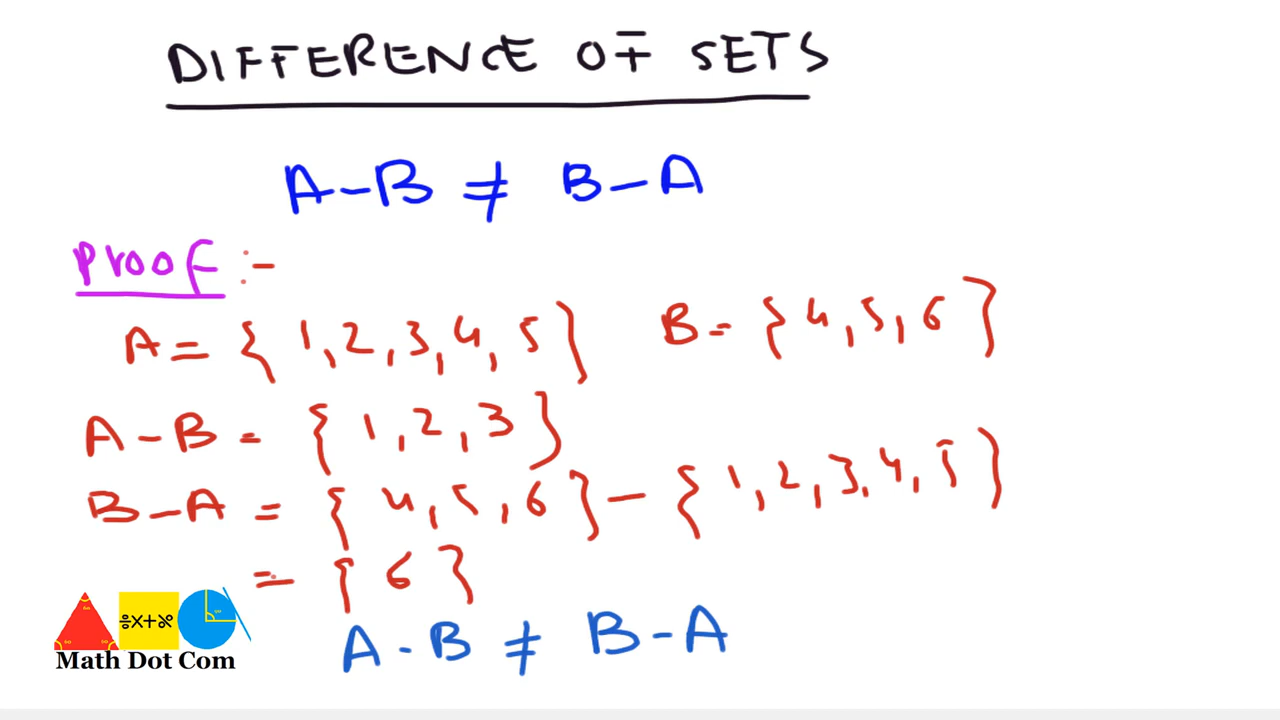 DIFFERENCE OF SETS
A-B ≠ B-A
Proof :-
A = { 1, 2, 3, 4, 5 } B = { 4, 5, 6 }
A-B = { 1, 2, 3 }
B-A = { 4, 5, 6 } - { 1, 2, 3, 4, 5 }
= { 6 }
÷x+%
Math Dot Com
A-B ≠ B-A